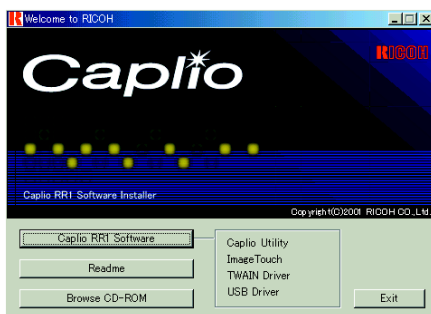 Welcome to RICOH
RICOH
Caplio
Caplio RR1 Software Installer
Copyright(C)2001 RICOH CO.,Ltd.
Caplio RR1 Software
Readme
Browse CD-ROM
Caplio Utility
ImageTouch
TWAIN Driver
USB Driver
Exit